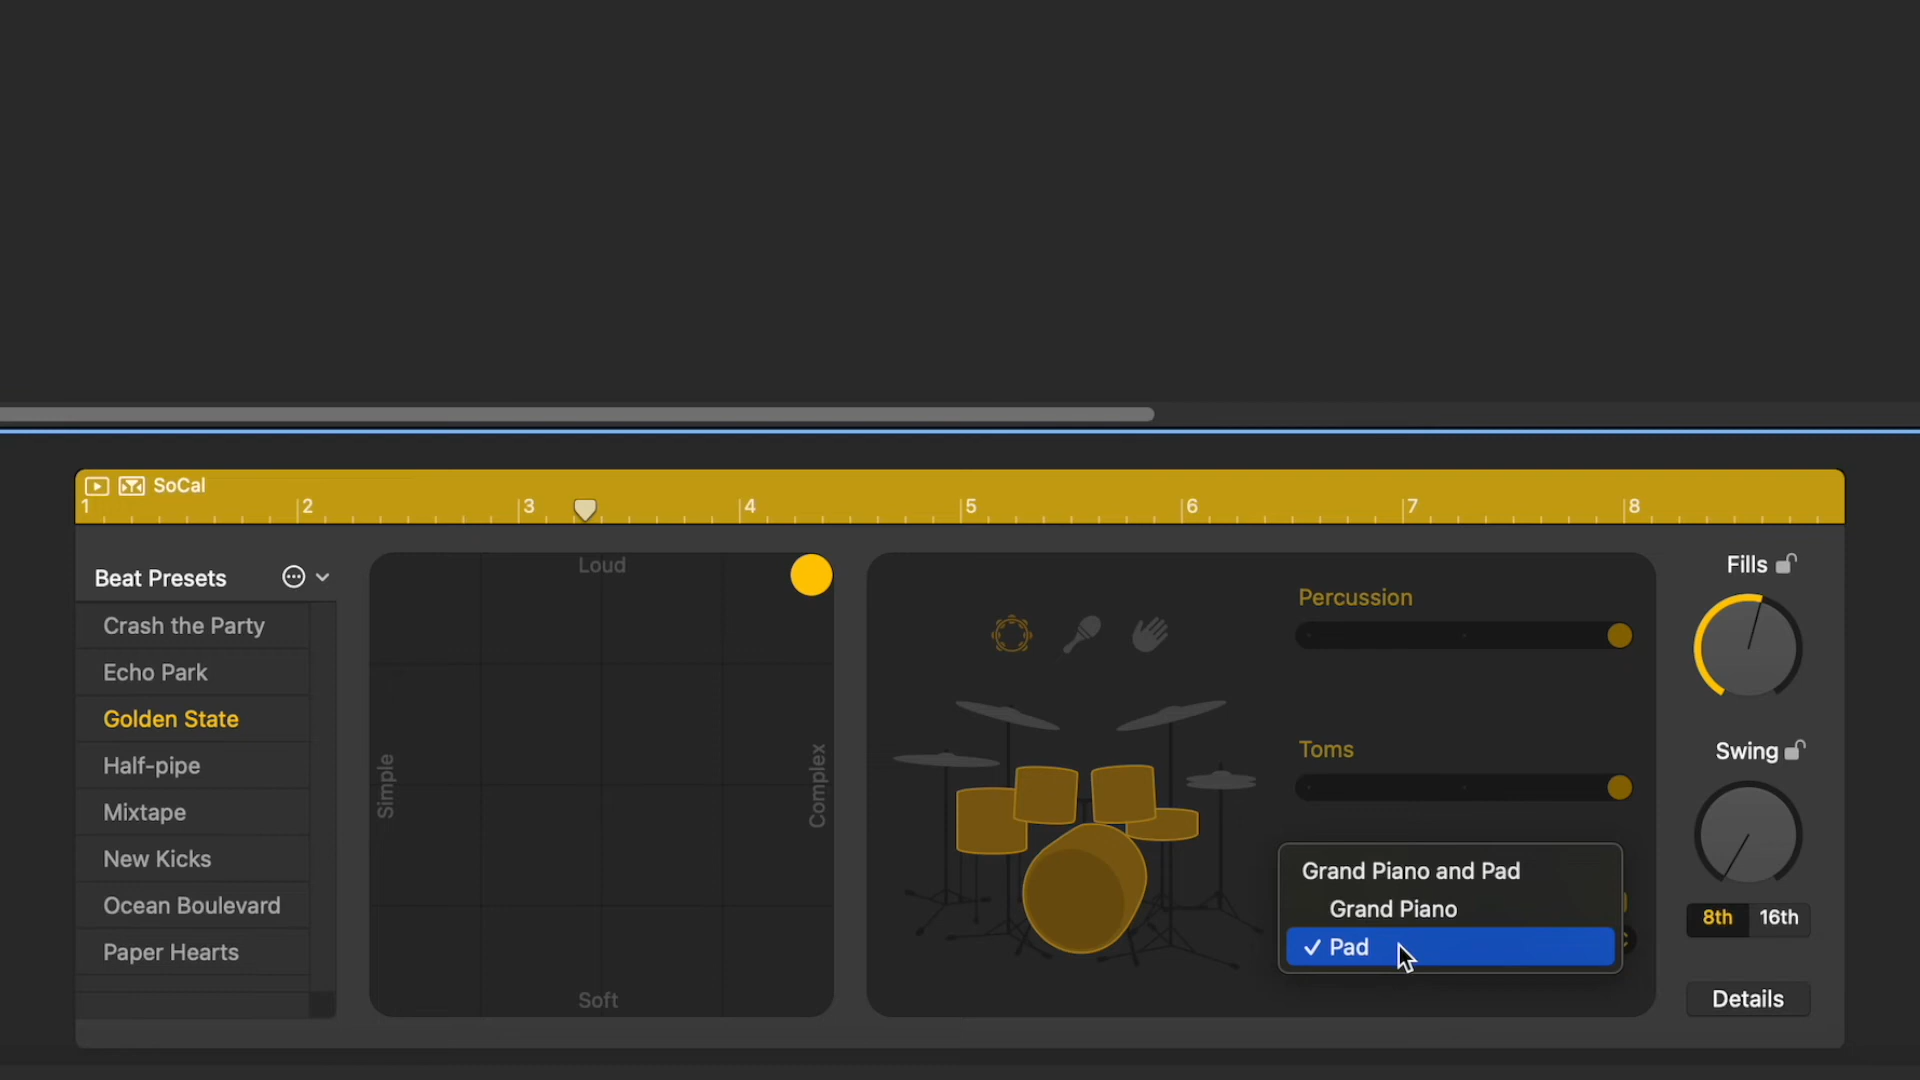 SoCal
1 2 3 4 5 6 7 8
Beat Presets
Crash the Party
Echo Park
Golden State
Half-pipe
Mixtape
New Kicks
Ocean Boulevard
Paper Hearts
Loud
Simple
Complex
Soft
Percussion
Toms
Grand Piano and Pad
Grand Piano
✓ Pad
Fills
Swing
8th 16th
Details